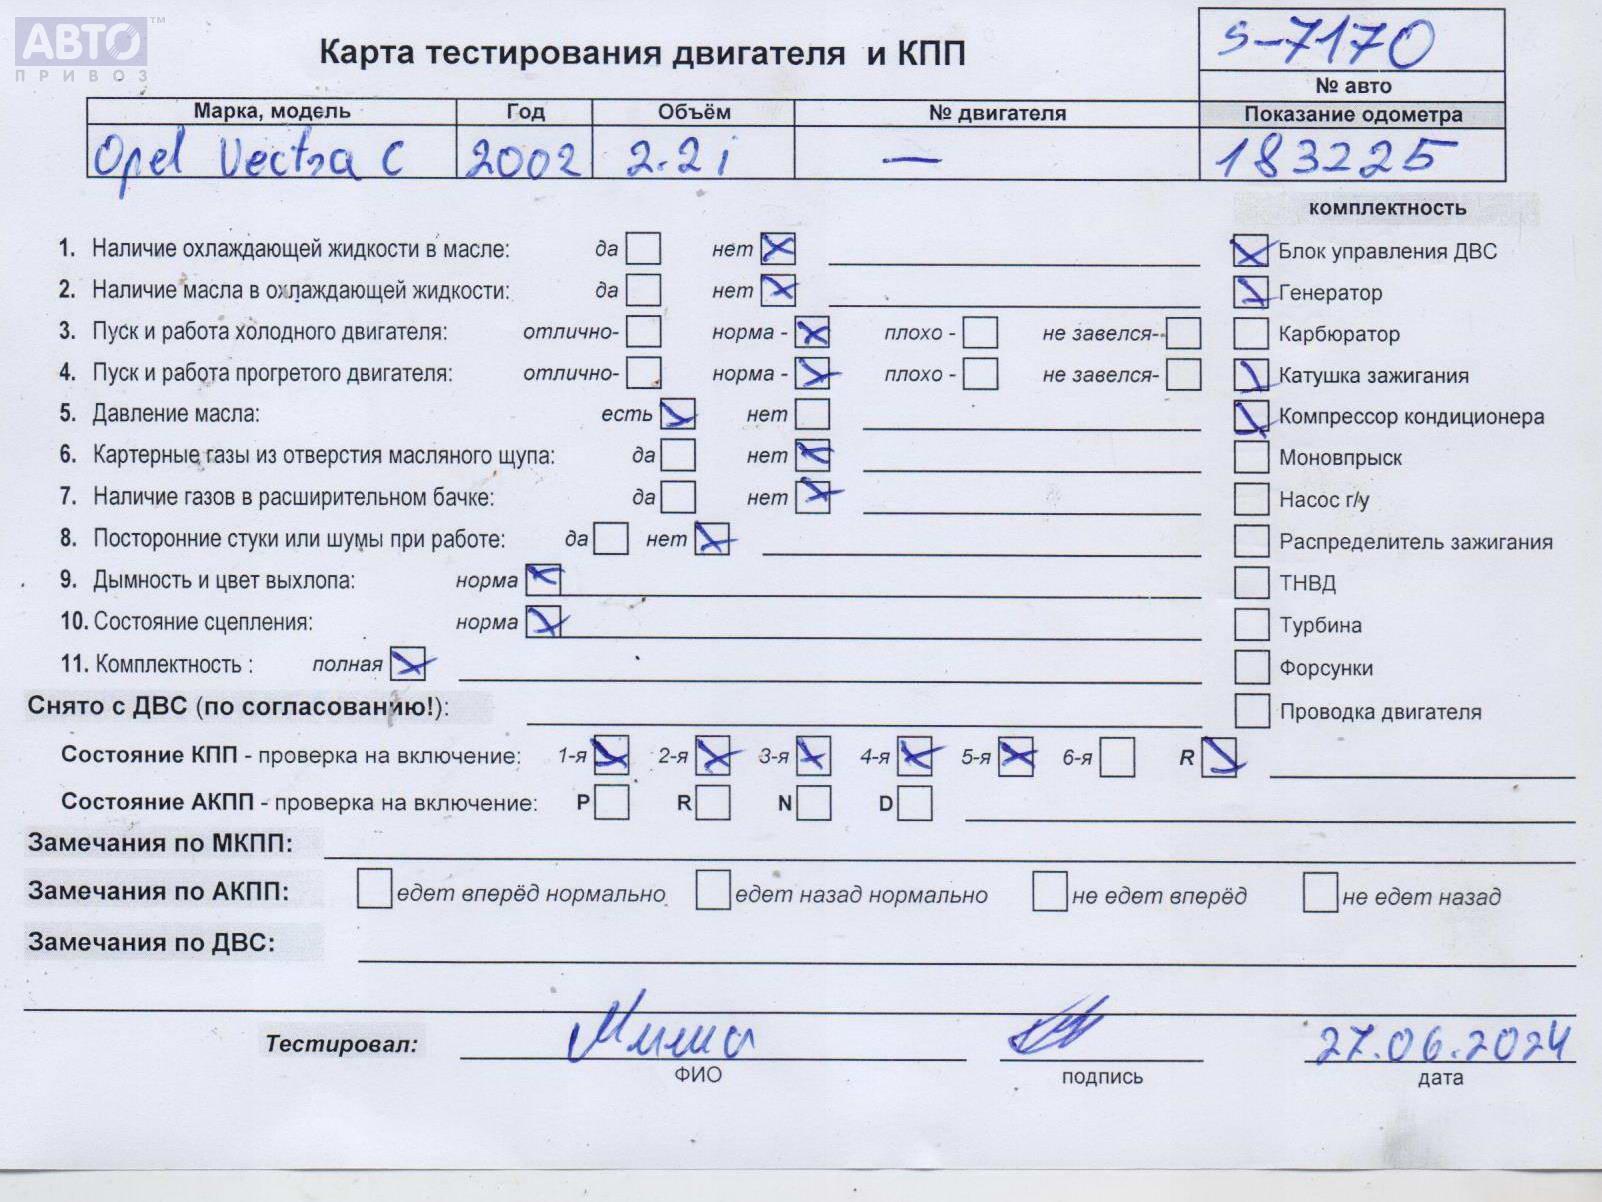 АВТО™
ПРИВОЗ
Карта тестирования двигателя и КПП
S-7170
№ авто
Марка, модель Год Объём № двигателя Показание одометра
Opel Vectra C 2002 2.2i — 183225
комплектность
1. Наличие охлаждающей жидкости в масле: да нет
Блок управления ДВС
2. Наличие масла в охлаждающей жидкости: да нет
Генератор
3. Пуск и работа холодного двигателя: отлично- норма - плохо - не завелся-
Карбюратор
4. Пуск и работа прогретого двигателя: отлично- норма - плохо - не завелся-
Катушка зажигания
5. Давление масла: есть нет
Компрессор кондиционера
6. Картерные газы из отверстия масляного щупа: да нет
Моновпрыск
7. Наличие газов в расширительном бачке: да нет
Насос г/у
8. Посторонние стуки или шумы при работе: да нет
Распределитель зажигания
9. Дымность и цвет выхлопа: норма
ТНВД
10. Состояние сцепления: норма
Турбина
11. Комплектность : полная
Форсунки
Снято с ДВС (по согласованию!):
Проводка двигателя
Состояние КПП - проверка на включение: 1-я 2-я 3-я 4-я 5-я 6-я R
Состояние АКПП - проверка на включение: P R N D
Замечания по МКПП:
Замечания по АКПП: едет вперёд нормально едет назад нормально не едет вперёд не едет назад
Замечания по ДВС:
Тестировал: 27.06.2024
ФИО подпись дата